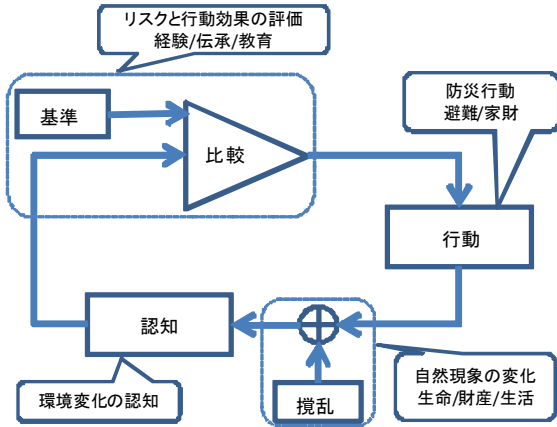 リスクと行動効果の評価
経験/伝承/教育
基準
比較
防災行動
避難/家財
行動
認知
環境変化の認知
撹乱
自然現象の変化
生命/財産/生活